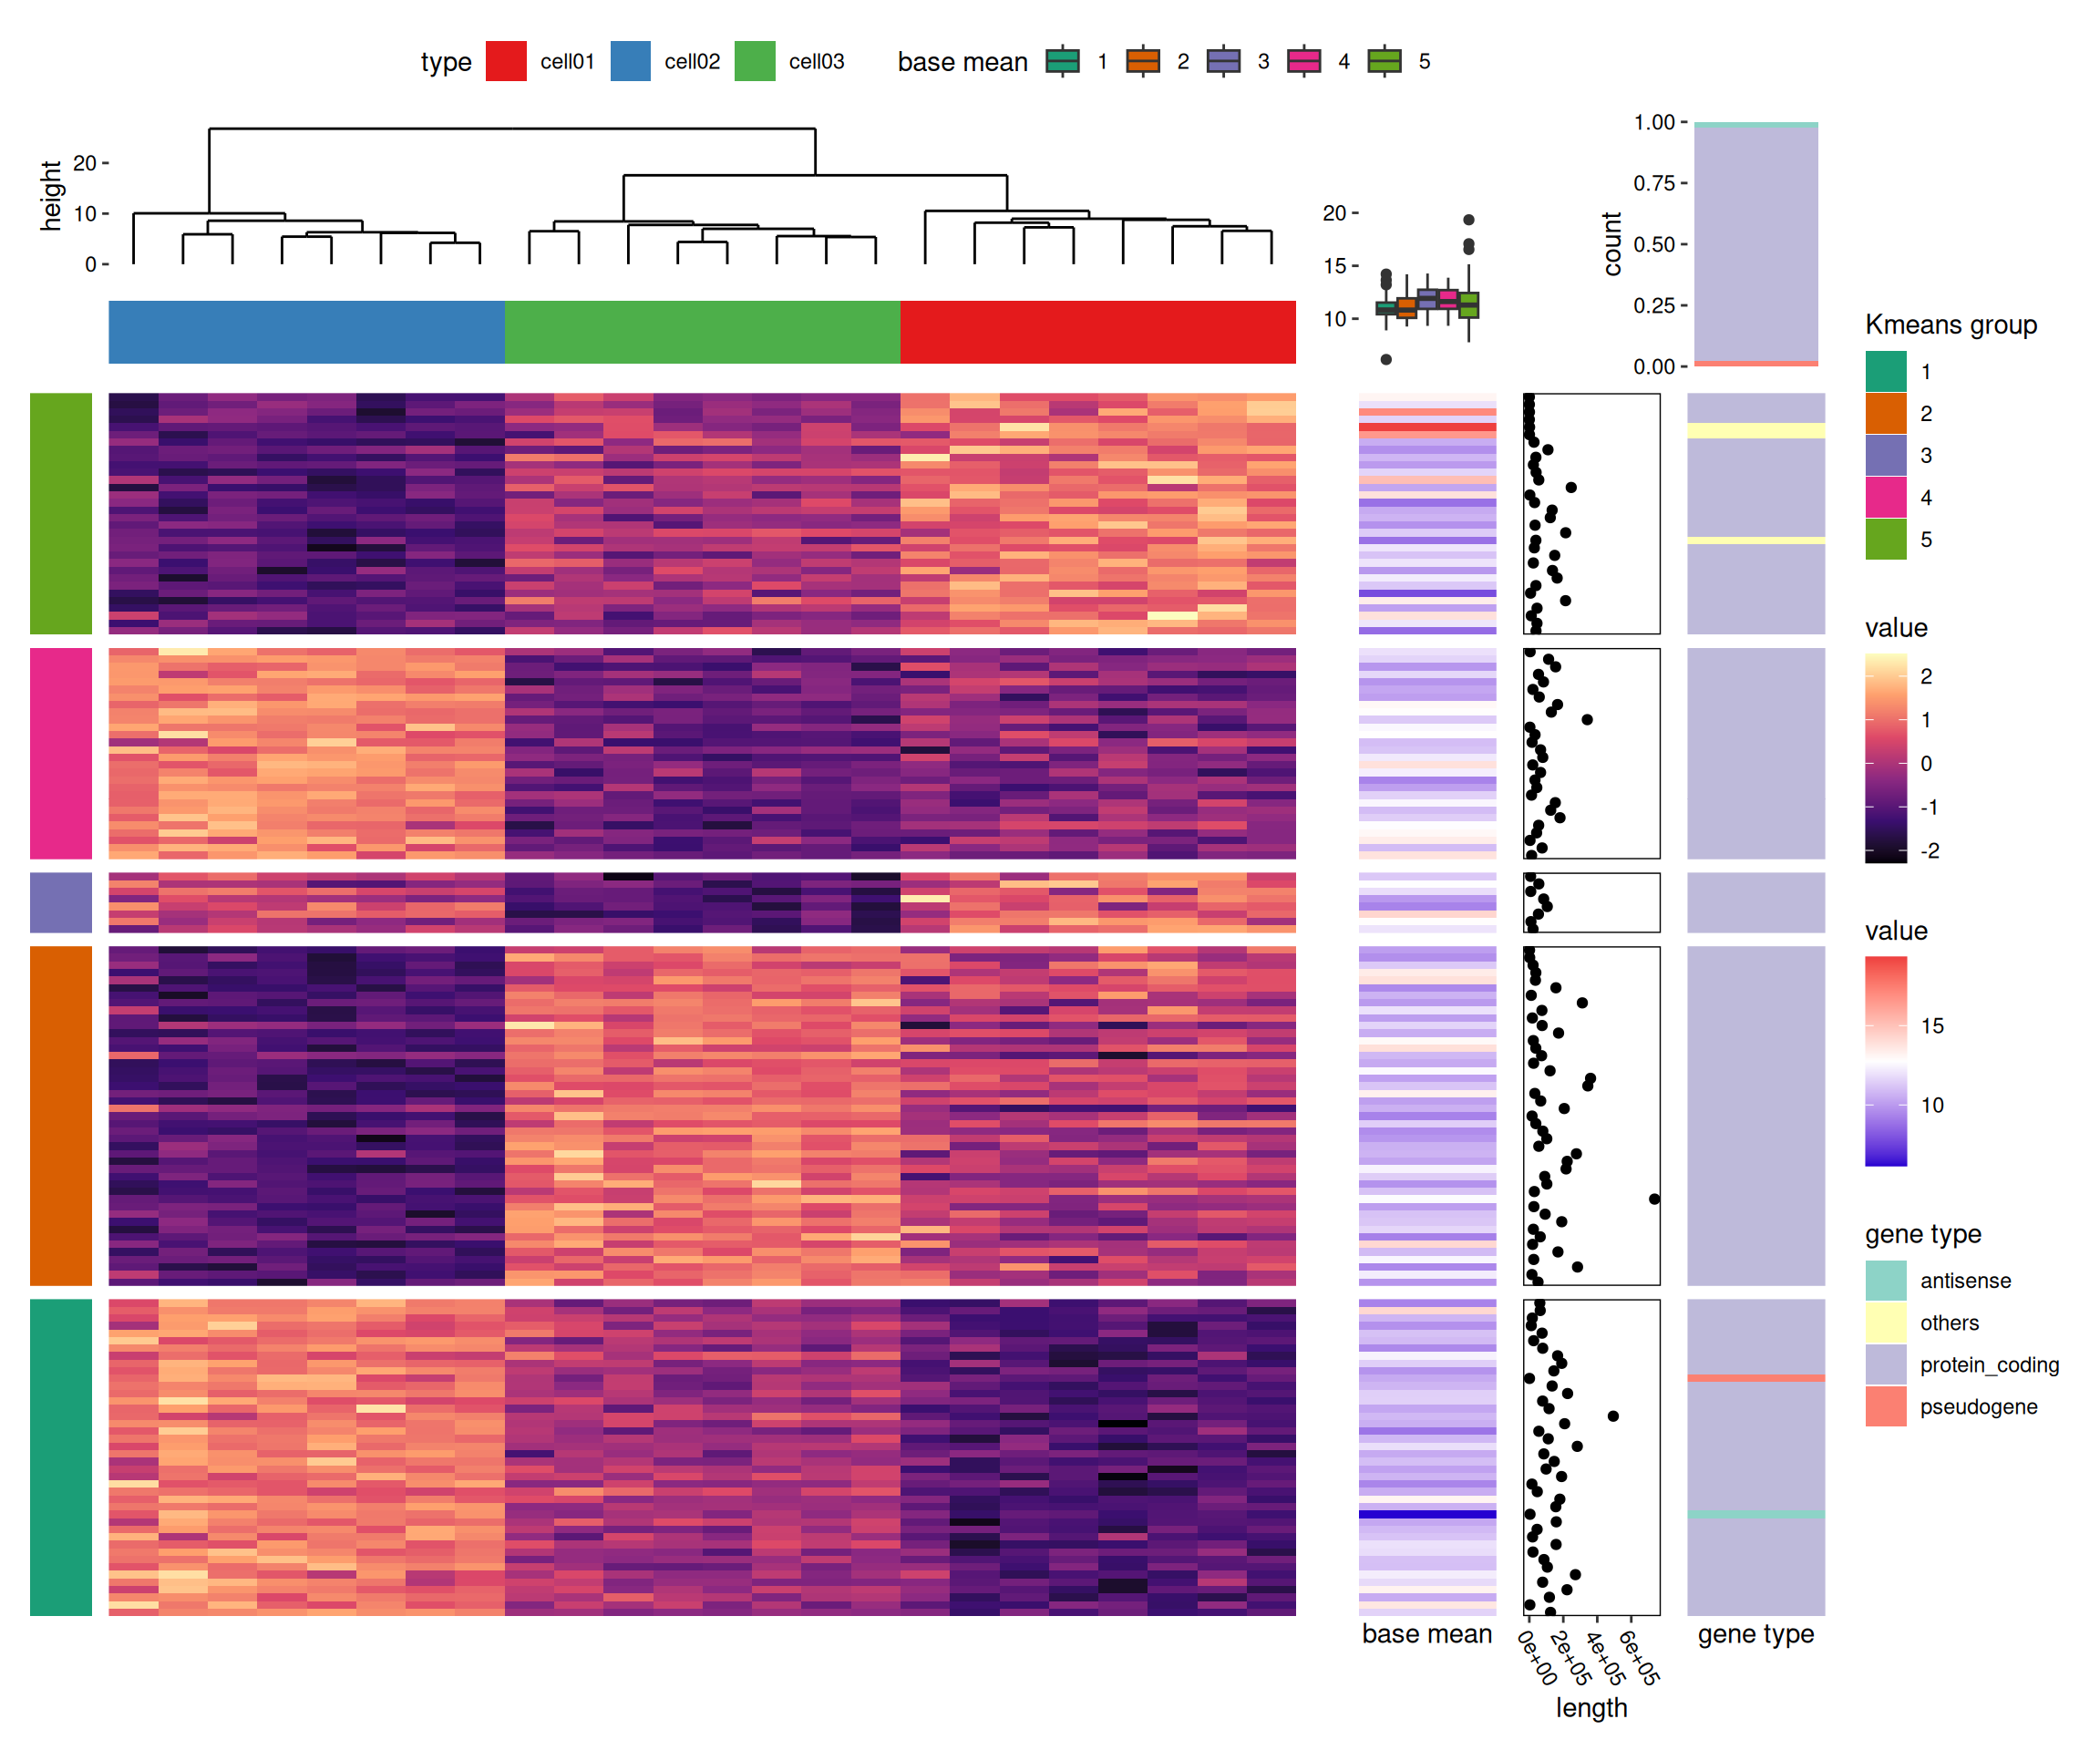 type cell01 cell02 cell03 base mean 1 2 3 4 5
height
20
10
0
20
15
10
count
1.00
0.75
0.50
0.25
0.00
Kmeans group
1
2
3
4
5
value
2
1
0
-1
-2
value
15
10
gene type
antisense
others
protein_coding
pseudogene
base mean
0e+00 2e+05 4e+05 6e+05
length
gene type